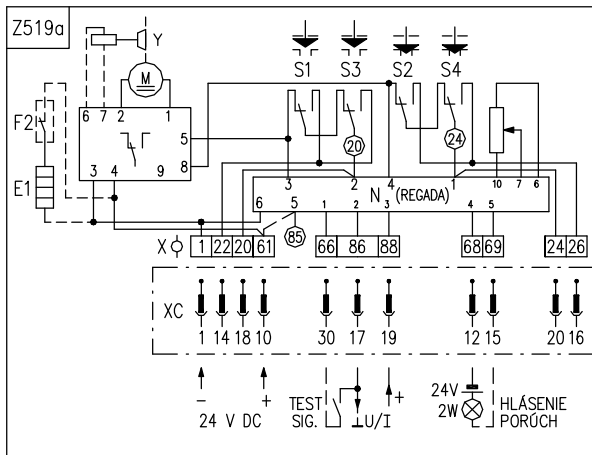 Z519a
Y
S1 S3 S2 S4
M
F2
6 7 2 1
5
8
3 4 9
E1
20
24
3 2 4 1 10 7 6
N (REGADA)
6 5 1 2 3 4 5
85
X 1 22 20 61 66 86 88 68 69 24 26
XC
1 14 18 10 30 17 19 12 15 20 16
− +
24 V DC
TEST
SIG.
⊥U/I
+
24V
2W
HLÁSENIE
PORÚCH